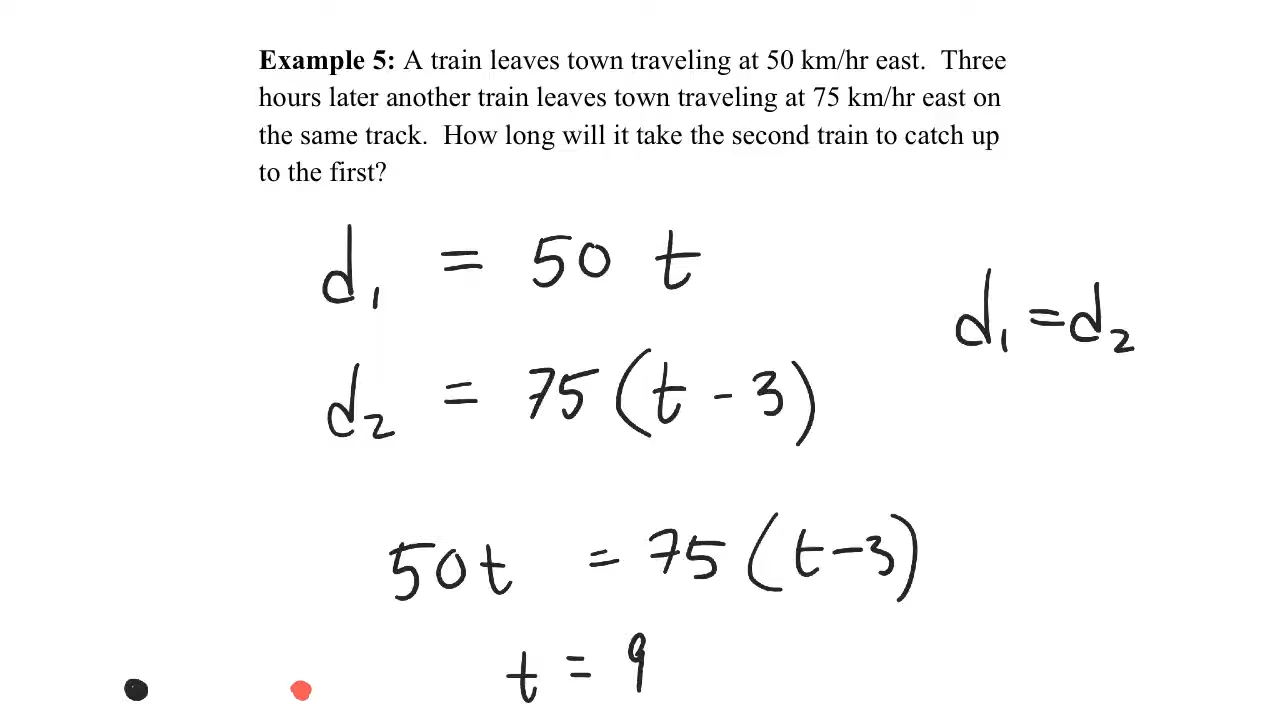 Example 5: A train leaves town traveling at 50 km/hr east. Three
hours later another train leaves town traveling at 75 km/hr east on
the same track. How long will it take the second train to catch up
to the first?
d₁ = 50 t
d₁ = d₂
d₂ = 75 (t - 3)
50t = 75 (t - 3)
t = 9